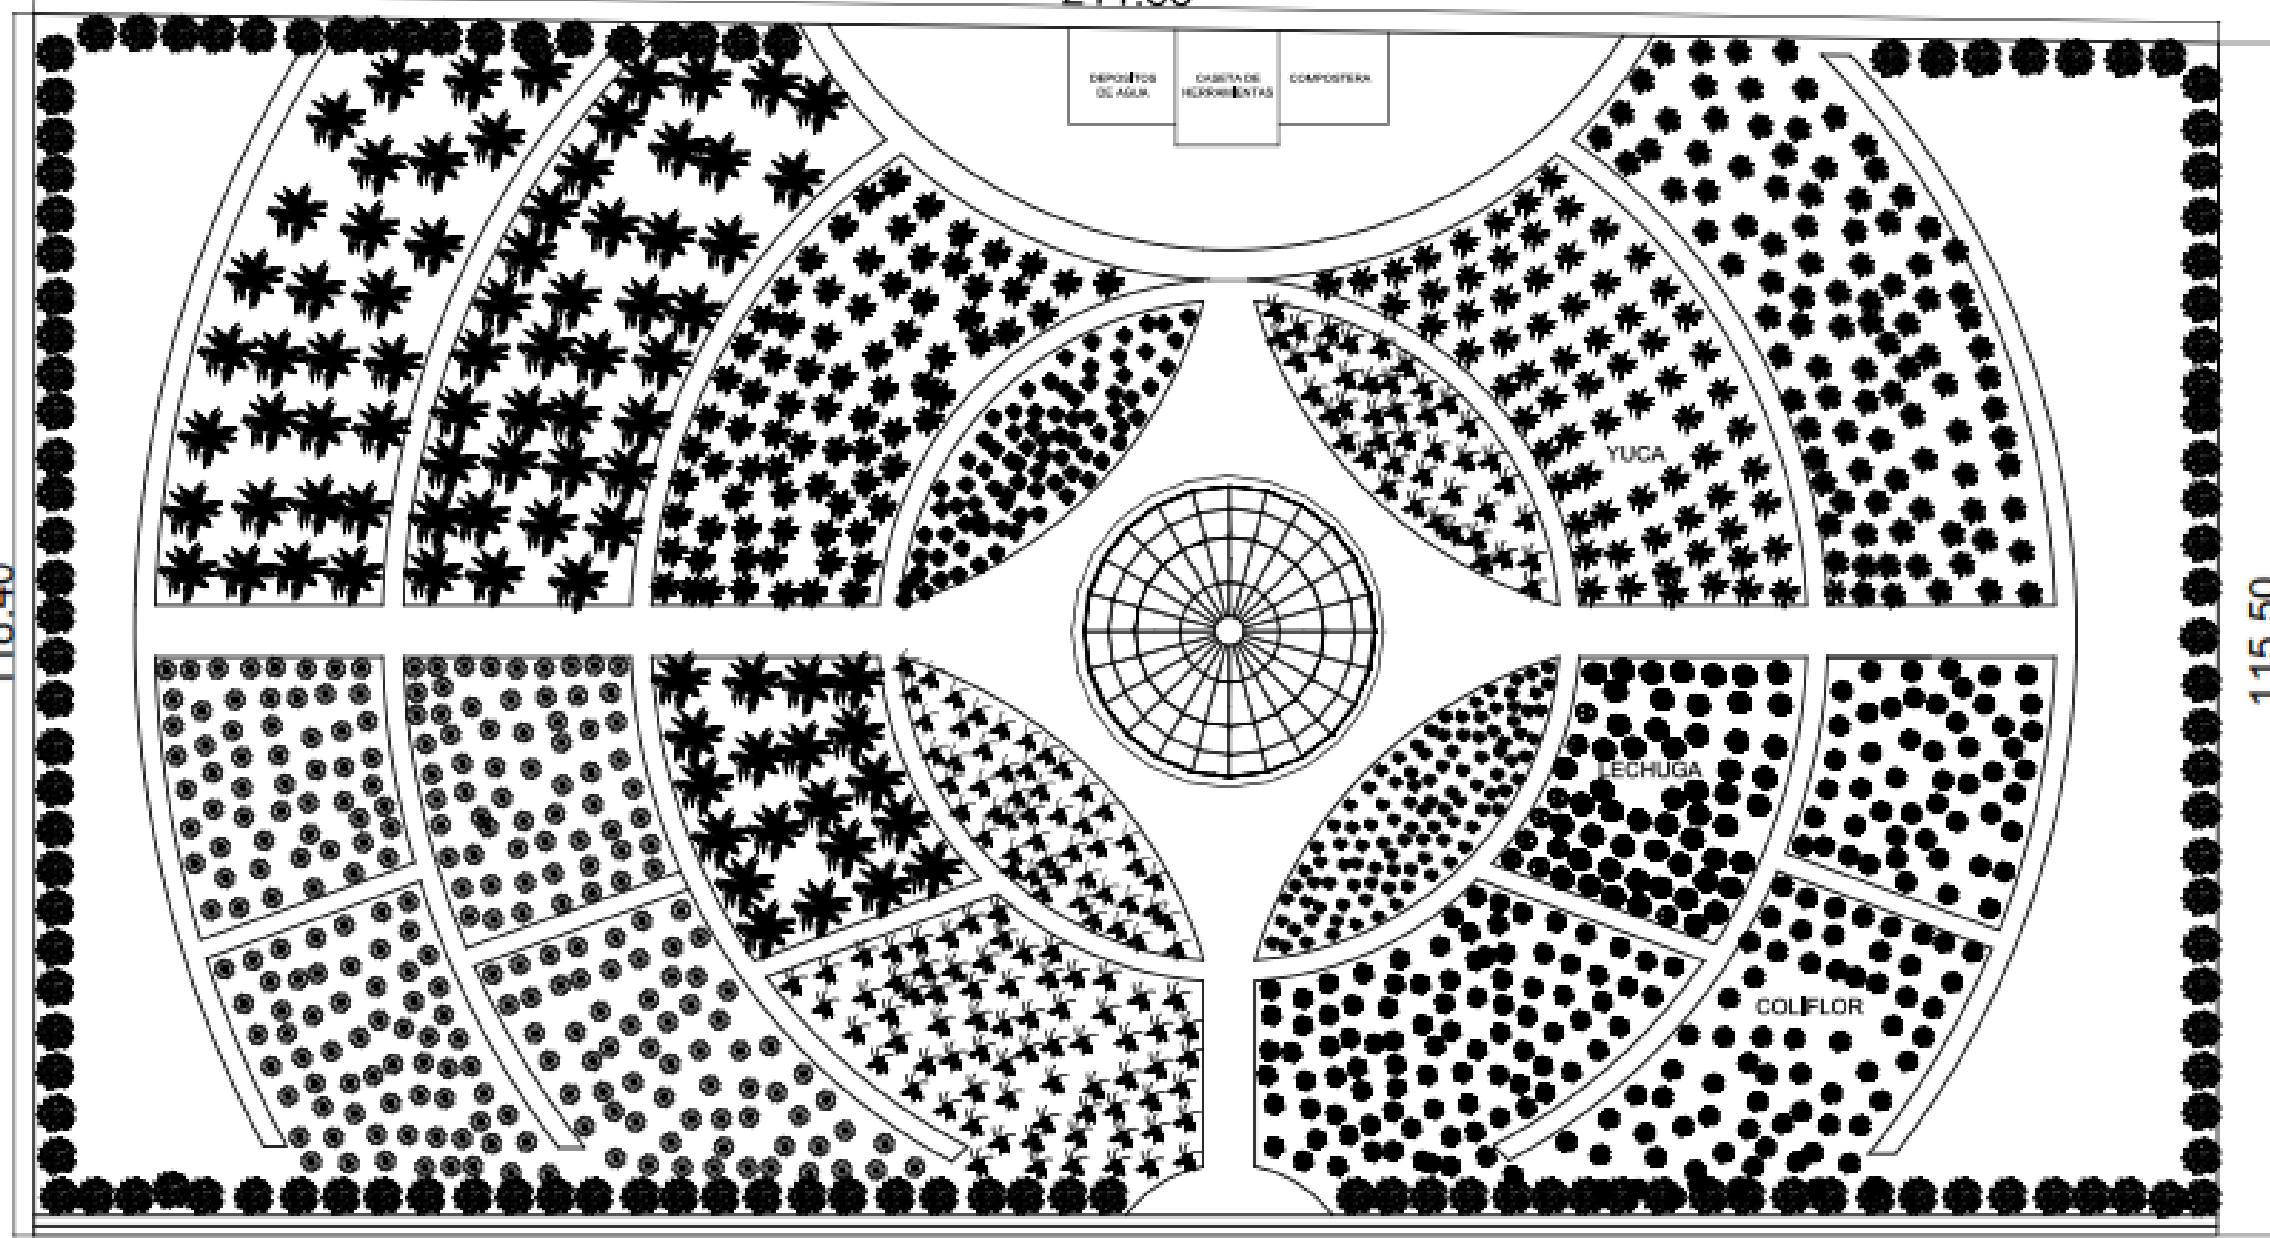 DEPOSITOS
DE AGUA
CASETA DE
HERRAMIENTAS
COMPOSTERA
YUCA
LECHUGA
COLIFLOR
115.50